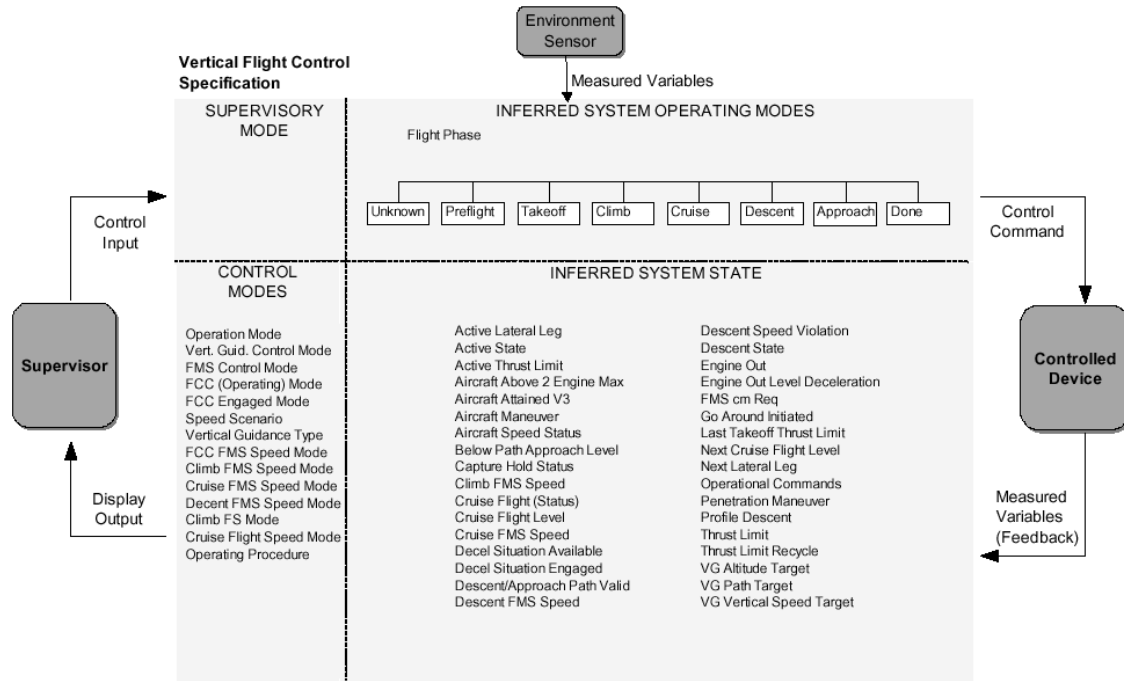 Environment
Sensor
Vertical Flight Control
Specification
Measured Variables
SUPERVISORY
MODE
INFERRED SYSTEM OPERATING MODES
Flight Phase
Unknown
Preflight
Takeoff
Climb
Cruise
Descent
Approach
Done
Control
Input
Control
Command
CONTROL
MODES
INFERRED SYSTEM STATE
Supervisor
Controlled
Device
Operation Mode
Vert. Guid. Control Mode
FMS Control Mode
FCC (Operating) Mode
FCC Engaged Mode
Speed Scenario
Vertical Guidance Type
FCC FMS Speed Mode
Climb FMS Speed Mode
Cruise FMS Speed Mode
Decent FMS Speed Mode
Climb FS Mode
Cruise Flight Speed Mode
Operating Procedure
Active Lateral Leg
Active State
Active Thrust Limit
Aircraft Above 2 Engine Max
Aircraft Attained V3
Aircraft Maneuver
Aircraft Speed Status
Below Path Approach Level
Capture Hold Status
Climb FMS Speed
Cruise Flight (Status)
Cruise Flight Level
Cruise FMS Speed
Decel Situation Available
Decel Situation Engaged
Descent/Approach Path Valid
Descent FMS Speed
Descent Speed Violation
Descent State
Engine Out
Engine Out Level Deceleration
FMS cm Req
Go Around Initiated
Last Takeoff Thrust Limit
Next Cruise Flight Level
Next Lateral Leg
Operational Commands
Penetration Maneuver
Profile Descent
Thrust Limit
Thrust Limit Recycle
VG Altitude Target
VG Path Target
VG Vertical Speed Target
Display
Output
Measured
Variables
(Feedback)